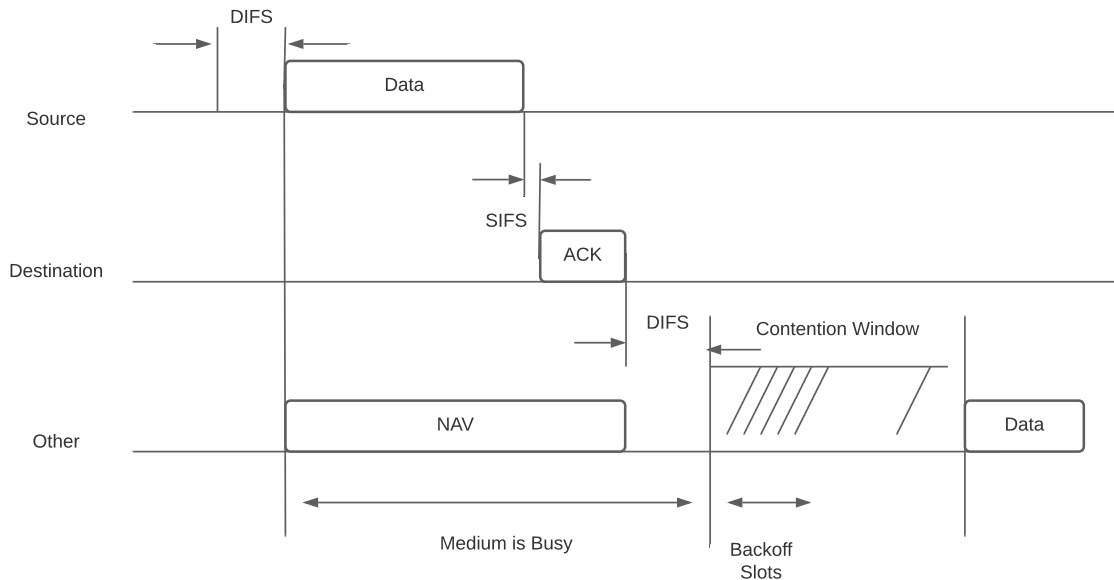 DIFS
Data
Source
SIFS
ACK
Destination
DIFS
Contention Window
NAV
Data
Other
Medium is Busy
Backoff
Slots